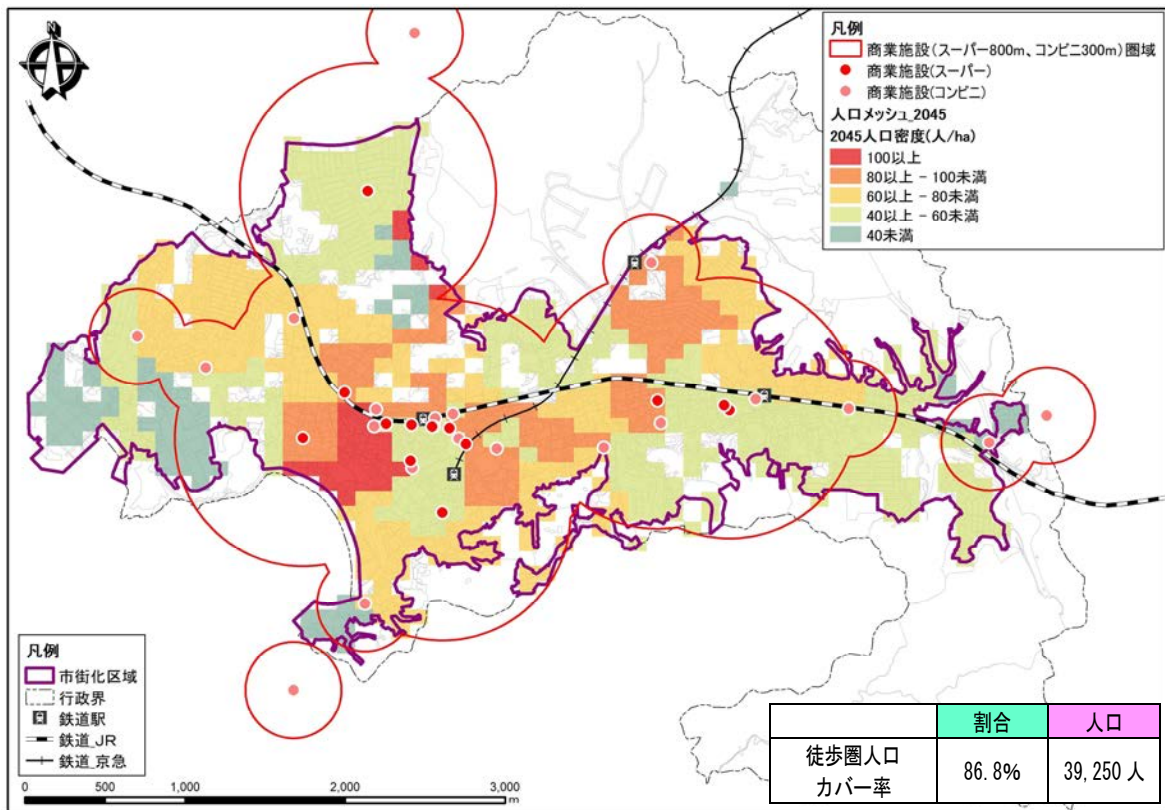 N
凡例
商業施設(スーパー800m、コンビニ300m)圏域
商業施設(スーパー)
商業施設(コンビニ)
人口メッシュ_2045
2045人口密度(人/ha)
100以上
80以上 - 100未満
60以上 - 80未満
40以上 - 60未満
40未満
凡例
市街化区域
行政界
鉄道駅
鉄道_JR
鉄道_京急
0 500 1,000 2,000 3,000
m
割合 人口
徒歩圏人口
カバー率
86.8% 39,250 人